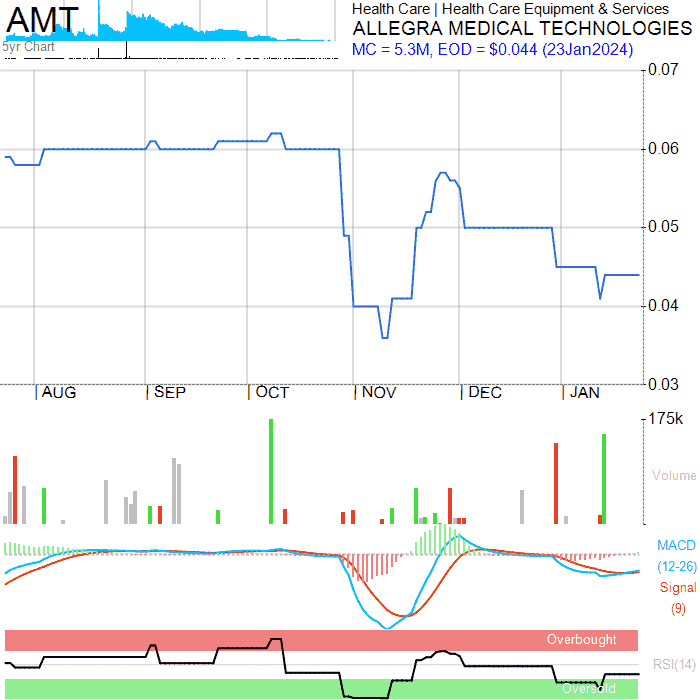 AMT
5yr Chart
Health Care | Health Care Equipment & Services
ALLEGRA MEDICAL TECHNOLOGIES
MC = 5.3M, EOD = $0.044 (23Jan2024)
0.07
0.06
0.05
0.04
0.03
AUG SEP OCT NOV DEC JAN
175k
Volume
MACD
(12-26)
Signal
(9)
Overbought
RSI(14)
Oversold